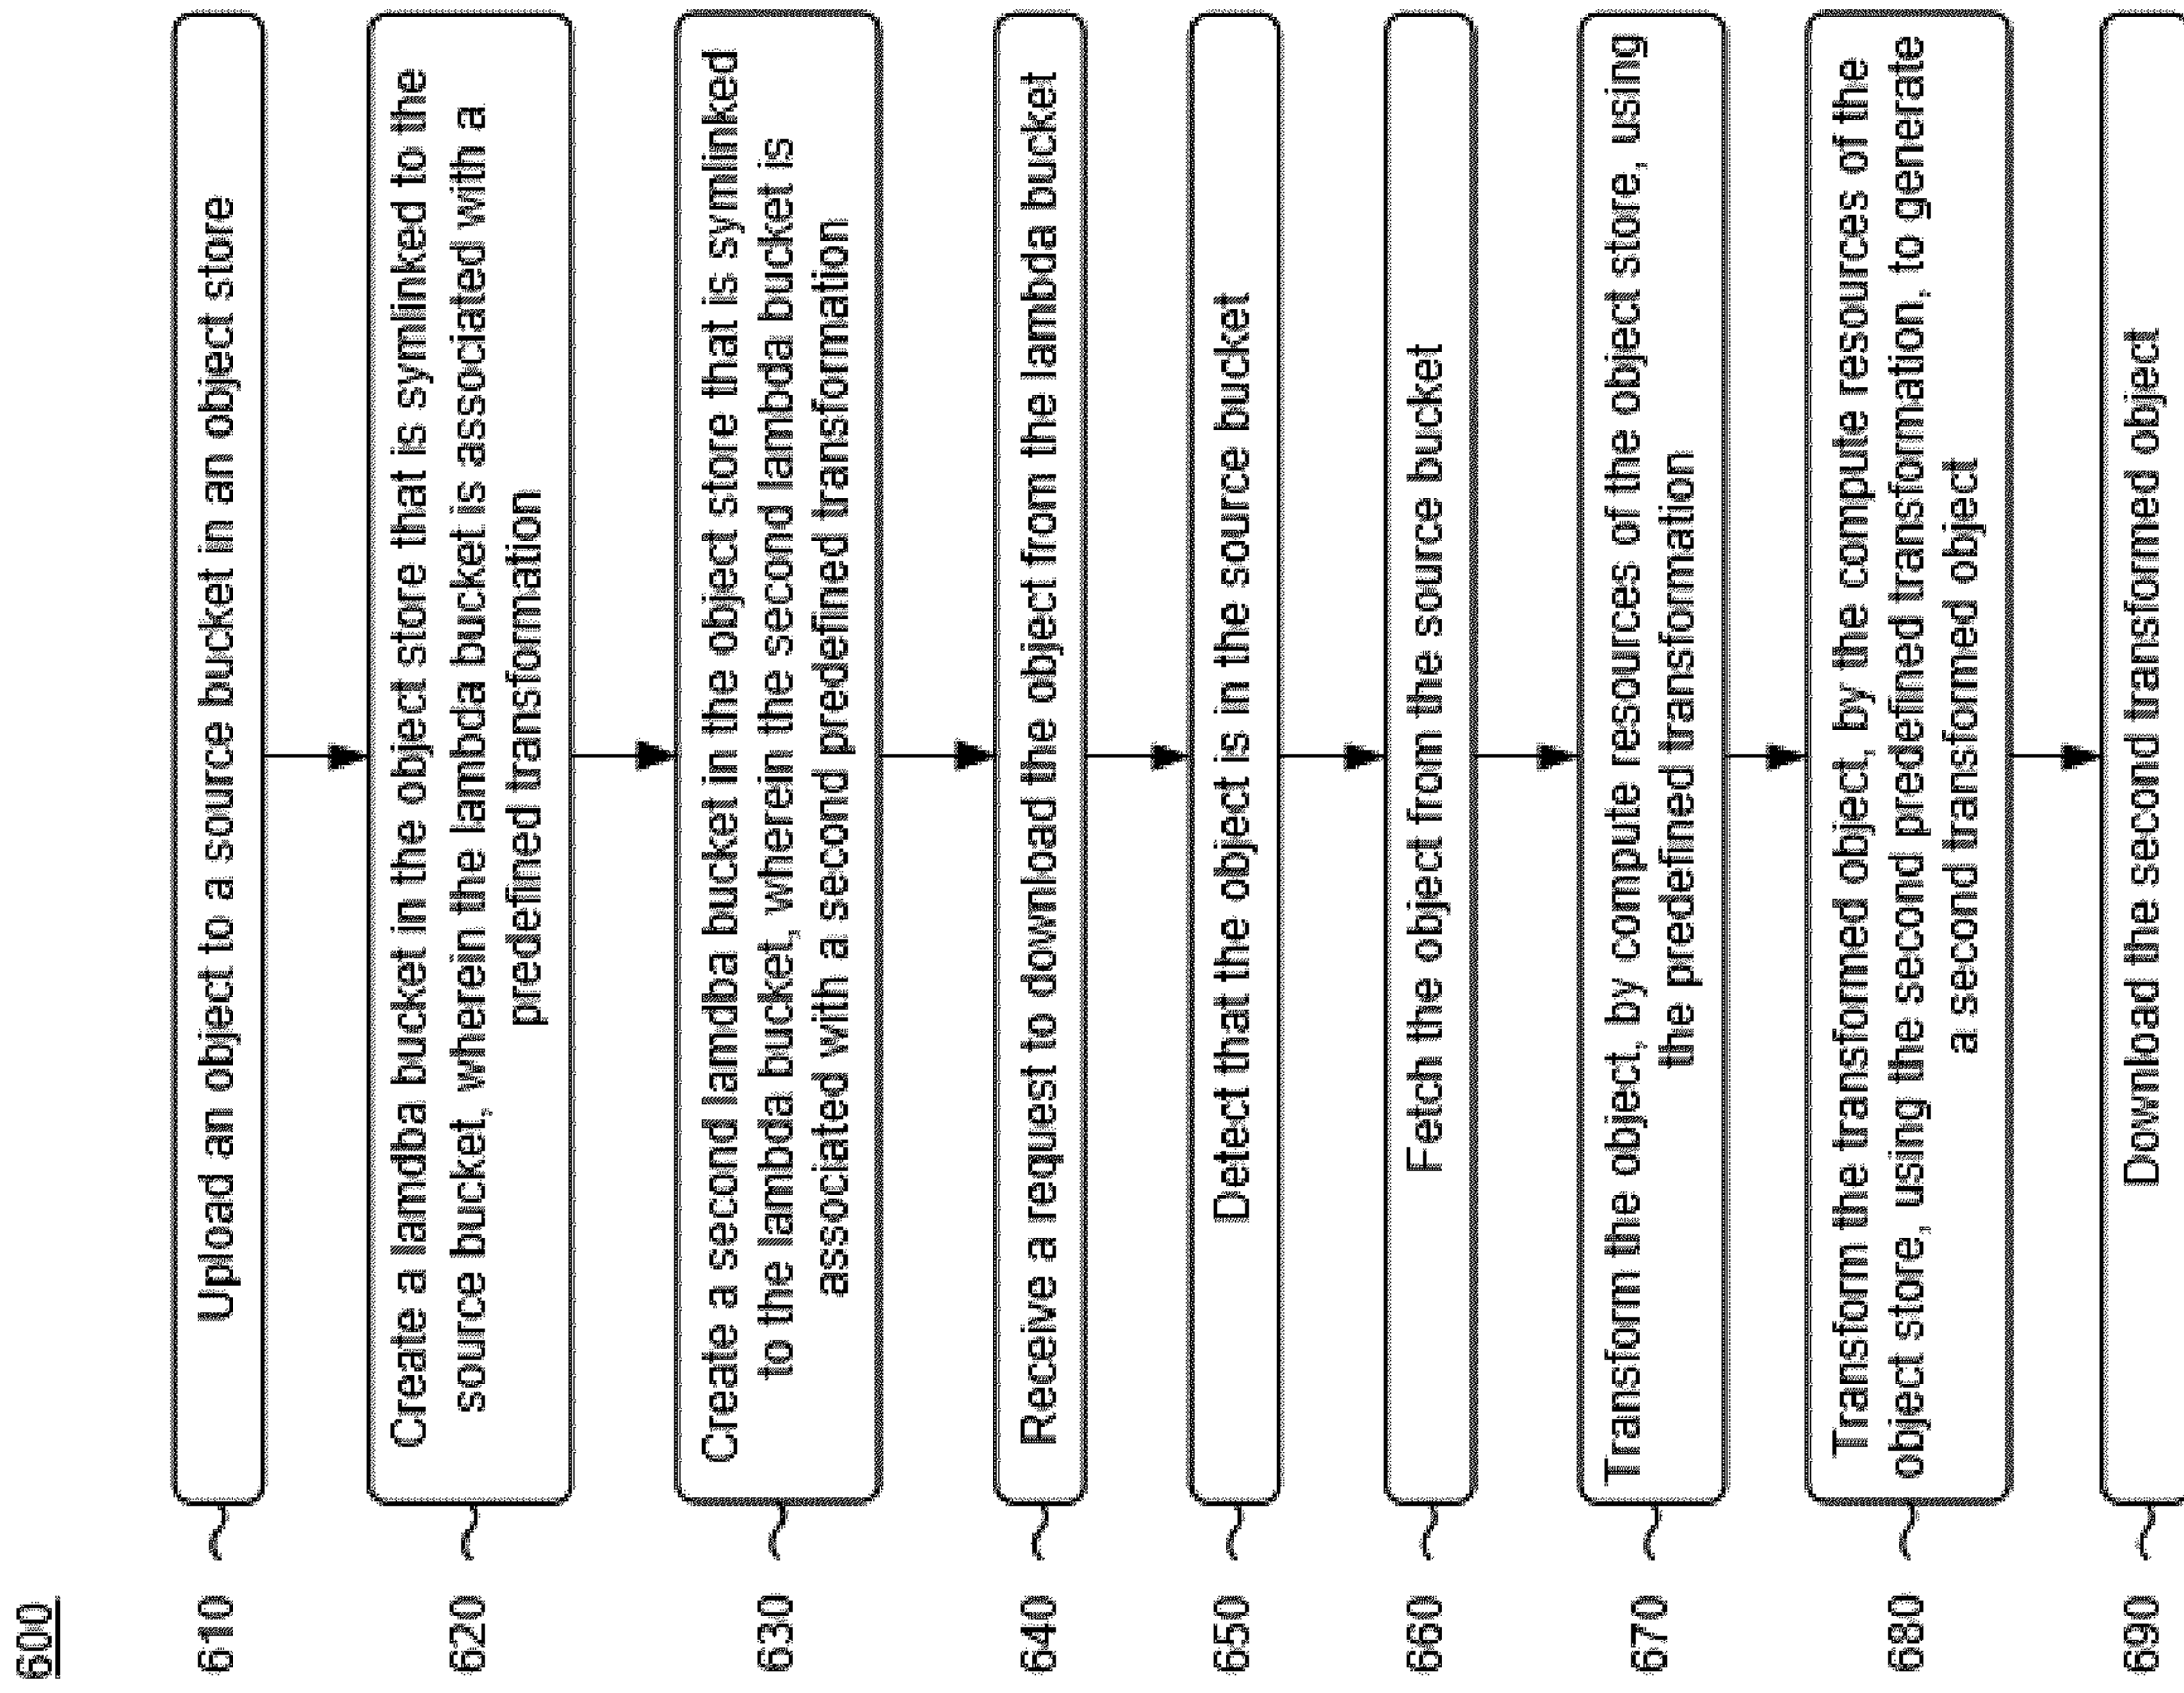 600
610
Upload an object to a source bucket in an object store
620
Create a lamdba bucket in the object store that is symlinked to the
source bucket, wherein the lambda bucket is associated with a
predefined transformation
630
Create a second lamdba bucket in the object store that is symlinked
to the lambda bucket, wherein the second lambda bucket is
associated with a second predefined transformation
640
Receive a request to download the object from the lambda bucket
650
Detect that the object is in the source bucket
660
Fetch the object from the source bucket
670
Transform the object, by compute resources of the object store, using
the predefined transformation
680
Transform the transformed object, by the compute resources of the
object store, using the second predefined transformation, to generate
a second transformed object
690
Download the second transformed object